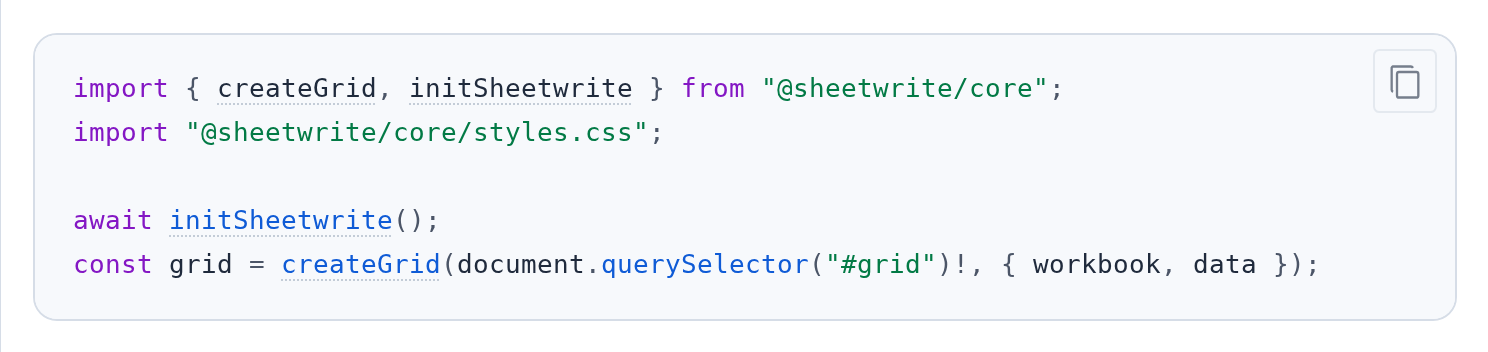 import { createGrid, initSheetwrite } from "@sheetwrite/core";
import "@sheetwrite/core/styles.css";
await initSheetwrite();
const grid = createGrid(document.querySelector("#grid")!, { workbook, data });